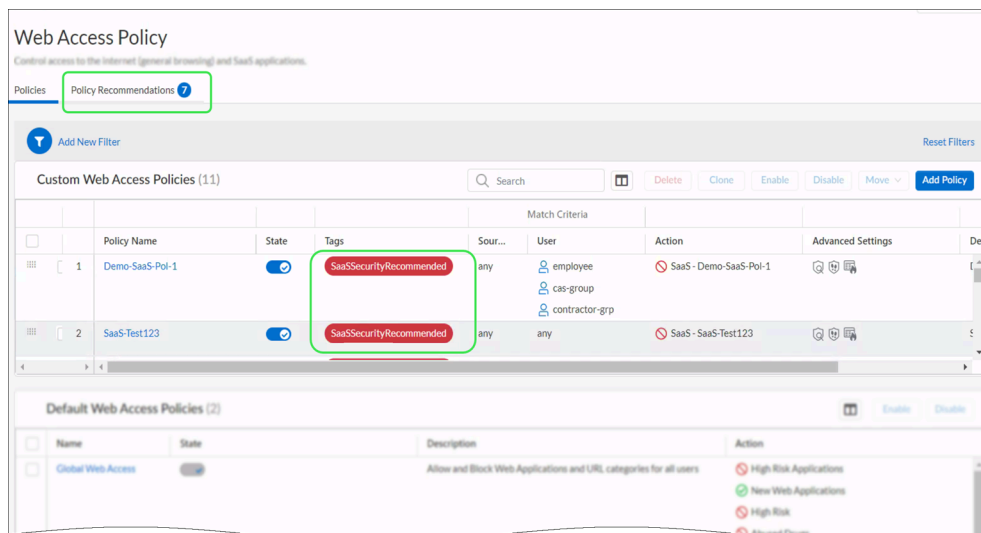 Web Access Policy
Control access to the internet (general browsing) and SaaS applications.
Policies Policy Recommendations 7
Add New Filter Reset Filters
Custom Web Access Policies (11) Search Delete Clone Enable Disable Move Add Policy
Match Criteria
Policy Name State Tags Sour... User Action Advanced Settings De
1 Demo-SaaS-Pol-1 SaaSSecurityRecommended any employee SaaS - Demo-SaaS-Pol-1
cas-group
contractor-grp
2 SaaS-Test123 SaaSSecurityRecommended any any SaaS - SaaS-Test123 S
Default Web Access Policies (2) Enable Disable
Name State Description Action
Global Web Access Allow and Block Web Applications and URL categories for all users High Risk Applications
New Web Applications
High Risk